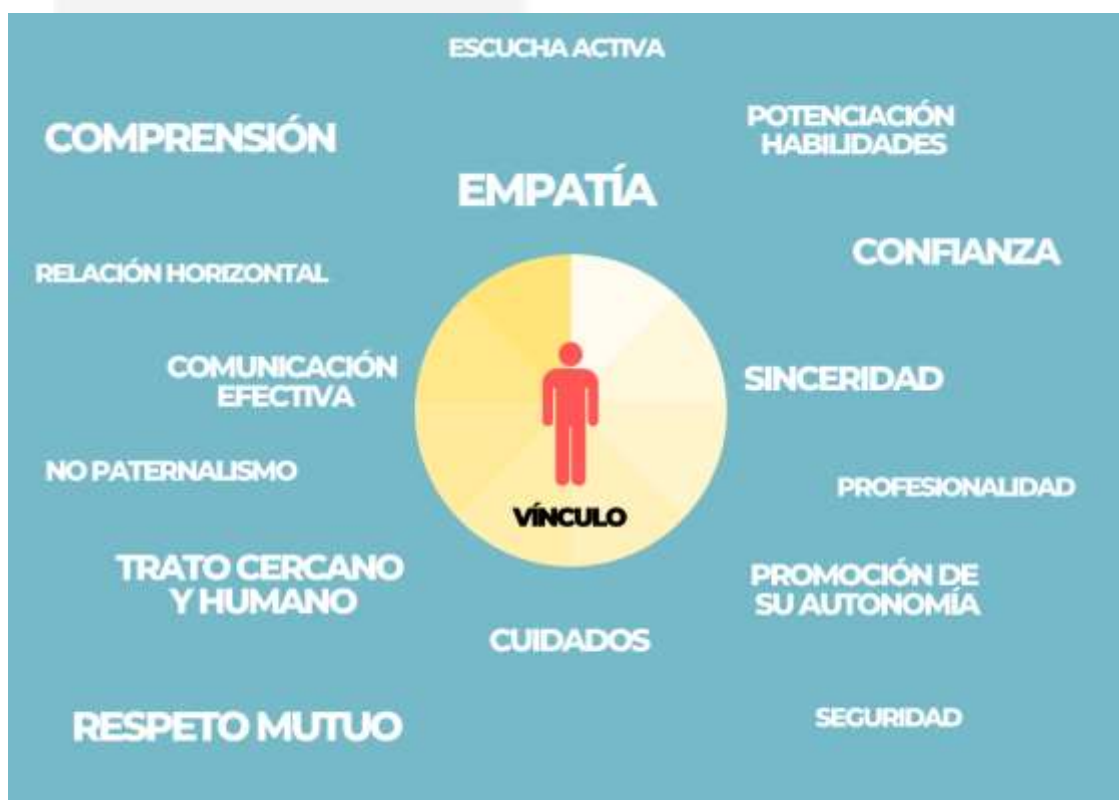 ESCUCHA ACTIVA
COMPRENSIÓN
POTENCIACIÓN
HABILIDADES
EMPATÍA
CONFIANZA
RELACIÓN HORIZONTAL
COMUNICACIÓN
EFECTIVA
SINCERIDAD
NO PATERNALISMO
PROFESIONALIDAD
VÍNCULO
TRATO CERCANO
Y HUMANO
PROMOCIÓN DE
SU AUTONOMÍA
CUIDADOS
RESPETO MUTUO
SEGURIDAD